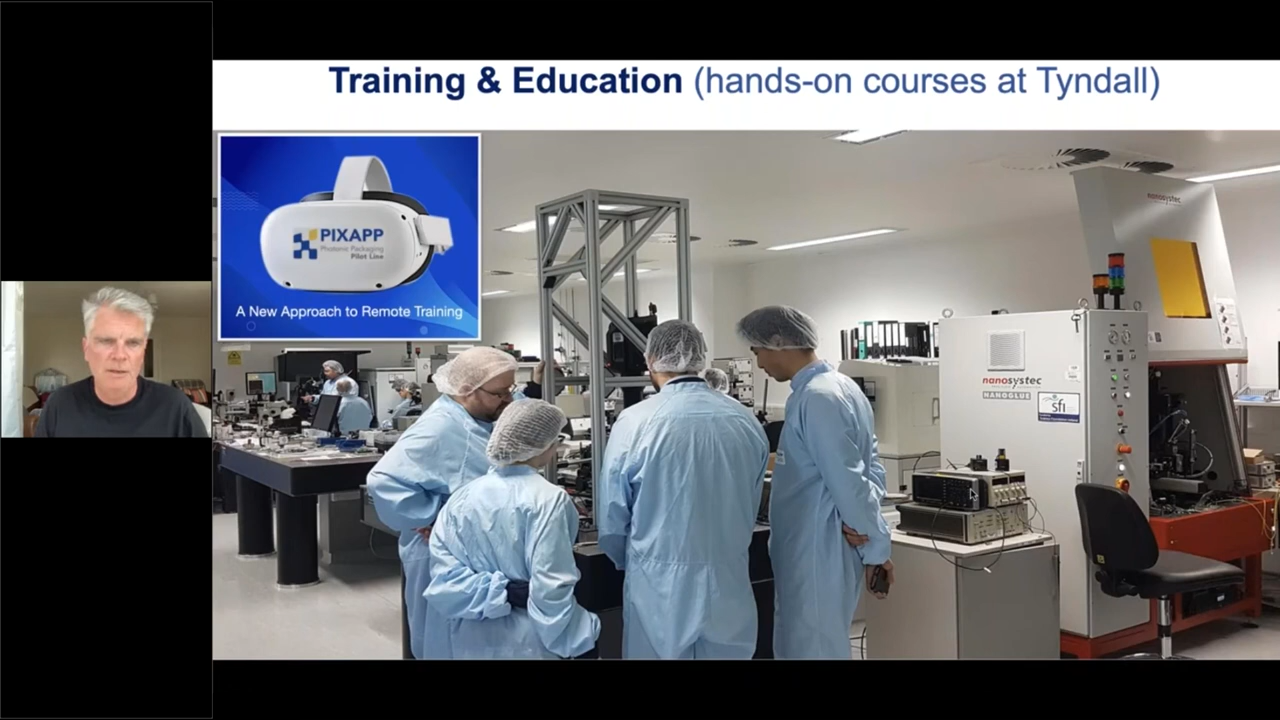 Training & Education (hands-on courses at Tyndall)
PIXAPP
Photonic Packaging
Pilot Line
A New Approach to Remote Training
nanosystec
nanosystec
NANOGLUE
sfi